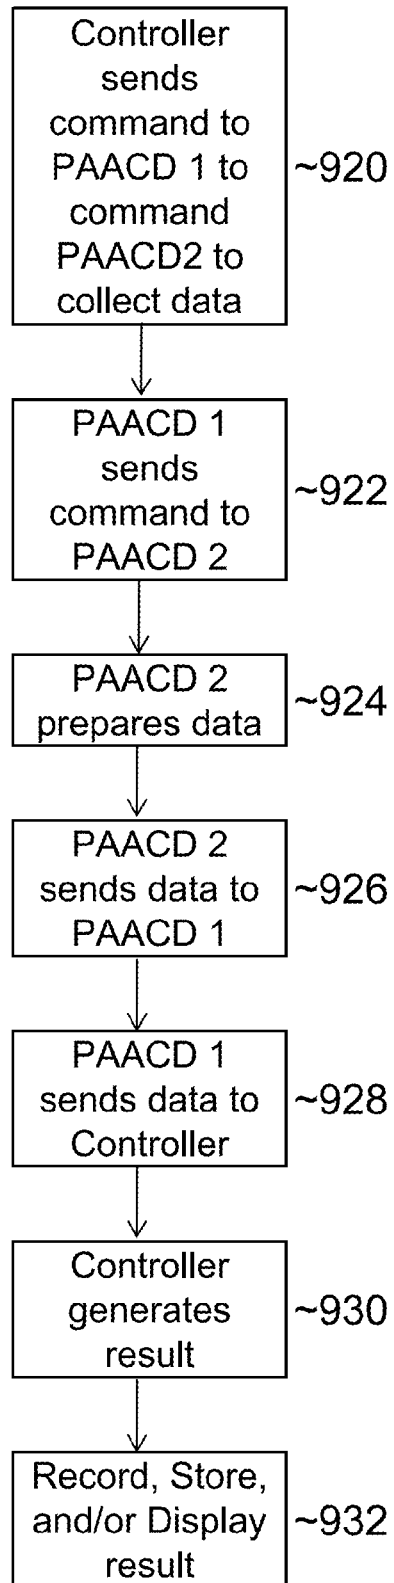 Controller
sends
command to
PAACD 1 to
command
PAACD2 to
collect data
~920
PAACD 1
sends
command to
PAACD 2
~922
PAACD 2
prepares data
~924
PAACD 2
sends data to
PAACD 1
~926
PAACD 1
sends data to
Controller
~928
Controller
generates
result
~930
Record, Store,
and/or Display
result
~932